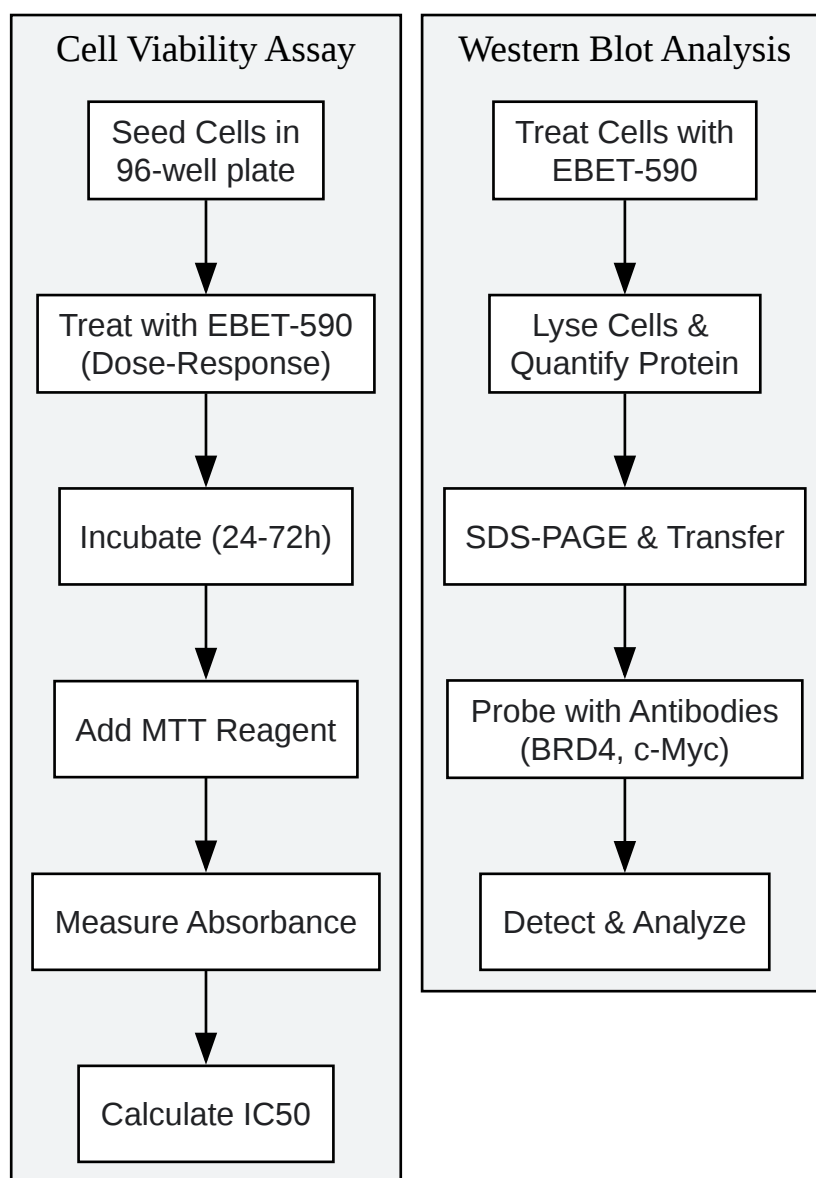 Cell Viability Assay
Seed Cells in
96-well plate
Treat with EBET-590
(Dose-Response)
Incubate (24-72h)
Add MTT Reagent
Measure Absorbance
Calculate IC50
Western Blot Analysis
Treat Cells with
EBET-590
Lyse Cells &
Quantify Protein
SDS-PAGE & Transfer
Probe with Antibodies
(BRD4, c-Myc)
Detect & Analyze